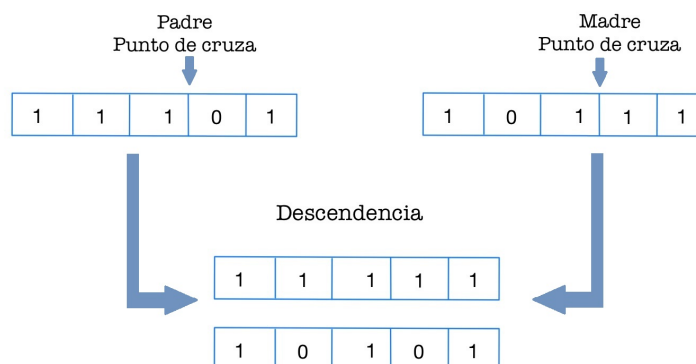 Padre
Punto de cruza
Madre
Punto de cruza
1 1 1 0 1
1 0 1 1 1
Descendencia
1 1 1 1 1
1 0 1 0 1